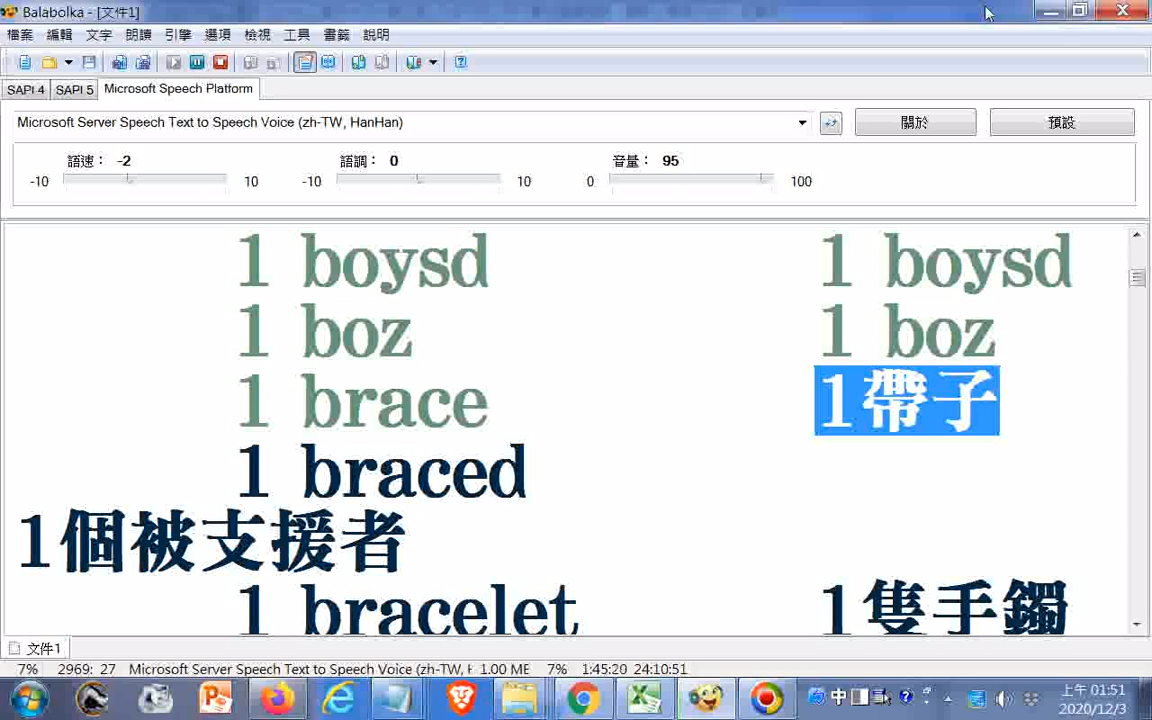 Balabolka - [文件1]
檔案 編輯 文字 朗讀 引擎 選項 檢視 工具 書籤 說明
SAPI 4 SAPI 5 Microsoft Speech Platform
Microsoft Server Speech Text to Speech Voice (zh-TW, HanHan) 關於 預設
語速： -2 語調： 0 音量： 95
-10 10 -10 10 0 100
1 boysd 1 boysd
1 boz 1 boz
1 brace 1帶子
1 braced
1個被支援者
1 bracelet 1隻手鐲
文件1
7% 2969: 27 Microsoft Server Speech Text to Speech Voice (zh-TW, 1.00 ME 7% 1:45:20 24:10:51
中 上午 01:51
2020/12/3